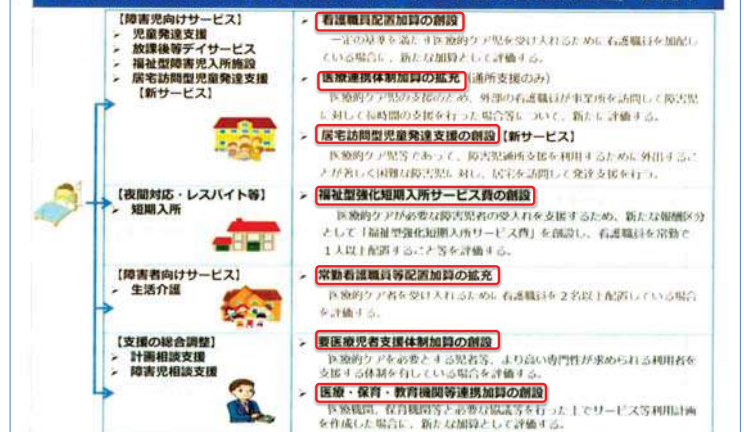 【障害児向けサービス】
➢ 児童発達支援
➢ 放課後等デイサービス
➢ 福祉型障害児入所施設
➢ 居宅訪問型児童発達支援
【新サービス】
➢ 看護職員配置加算の創設
一定の基準を満たす医療的ケア児を受け入れるために看護職員を加配し
ている場合に、新たな加算として評価する。
➢ 医療連携体制加算の拡充(通所支援のみ)
医療的ケア児の支援のため、外部の看護職員が事業所を訪問して障害児
に対して長時間の支援を行った場合等について、新たに評価する。
➢ 居宅訪問型児童発達支援の創設【新サービス】
医療的ケア児等であって、障害児通所支援を利用するために外出するこ
とが著しく困難な障害児に対し、居宅を訪問して発達支援を行う。
【夜間対応・レスパイト等】
➢ 短期入所
➢ 福祉型強化短期入所サービス費の創設
医療的ケアが必要な障害児者の受入れを支援するため、新たな報酬区分
として「福祉型強化短期入所サービス費」を創設し、看護職員を常勤で
1人以上配置すること等を評価する。
【障害者向けサービス】
➢ 生活介護
➢ 常勤看護職員等配置加算の拡充
医療的ケア者を受け入れるために看護職員を2名以上配置している場合
を評価する。
【支援の総合調整】
➢ 計画相談支援
➢ 障害児相談支援
➢ 要医療児者支援体制加算の創設
医療的ケアを必要とする児者等、より高い専門性が求められる利用者を
支援する体制を有している場合を評価する。
➢ 医療・保育・教育機関等連携加算の創設
医療機関、保育機関等と必要な協議等を行った上でサービス等利用計画
を作成した場合に、新たな加算として評価する。